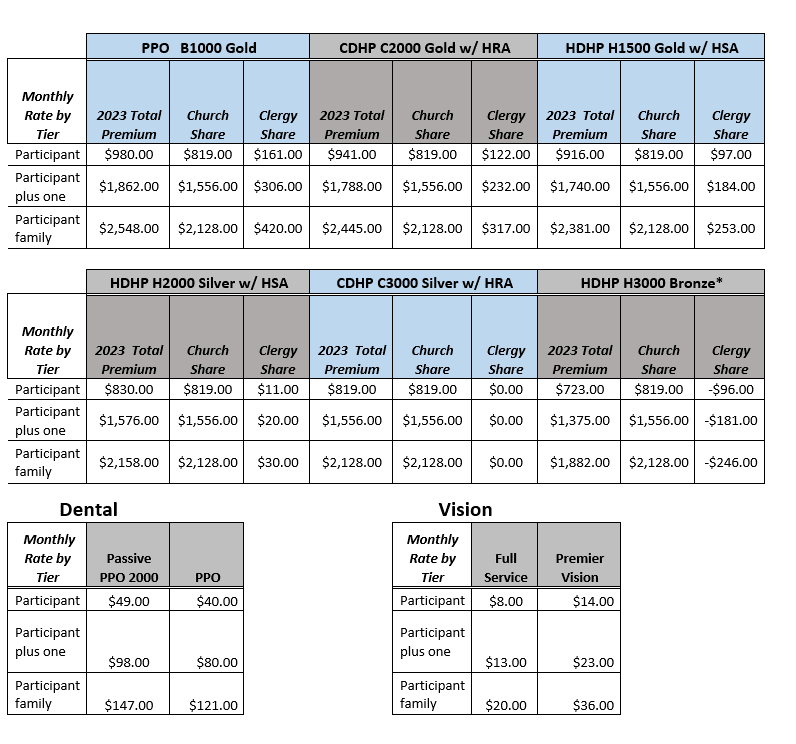 PPO B1000 Gold CDHP C2000 Gold w/ HRA HDHP H1500 Gold w/ HSA
Monthly
Rate by
Tier
2023 Total
Premium
Church
Share
Clergy
Share
2023 Total
Premium
Church
Share
Clergy
Share
2023 Total
Premium
Church
Share
Clergy
Share
Participant $980.00 $819.00 $161.00 $941.00 $819.00 $122.00 $916.00 $819.00 $97.00
Participant
plus one
$1,862.00 $1,556.00 $306.00 $1,788.00 $1,556.00 $232.00 $1,740.00 $1,556.00 $184.00
Participant
family
$2,548.00 $2,128.00 $420.00 $2,445.00 $2,128.00 $317.00 $2,381.00 $2,128.00 $253.00
HDHP H2000 Silver w/ HSA CDHP C3000 Silver w/ HRA HDHP H3000 Bronze*
Monthly
Rate by
Tier
2023 Total
Premium
Church
Share
Clergy
Share
2023 Total
Premium
Church
Share
Clergy
Share
2023 Total
Premium
Church
Share
Clergy
Share
Participant $830.00 $819.00 $11.00 $819.00 $819.00 $0.00 $723.00 $819.00 -$96.00
Participant
plus one
$1,576.00 $1,556.00 $20.00 $1,556.00 $1,556.00 $0.00 $1,375.00 $1,556.00 -$181.00
Participant
family
$2,158.00 $2,128.00 $30.00 $2,128.00 $2,128.00 $0.00 $1,882.00 $2,128.00 -$246.00
Dental
Monthly
Rate by
Tier
Passive
PPO 2000
PPO
Participant $49.00 $40.00
Participant
plus one
$98.00 $80.00
Participant
family
$147.00 $121.00
Vision
Monthly
Rate by
Tier
Full
Service
Premier
Vision
Participant $8.00 $14.00
Participant
plus one
$13.00 $23.00
Participant
family
$20.00 $36.00